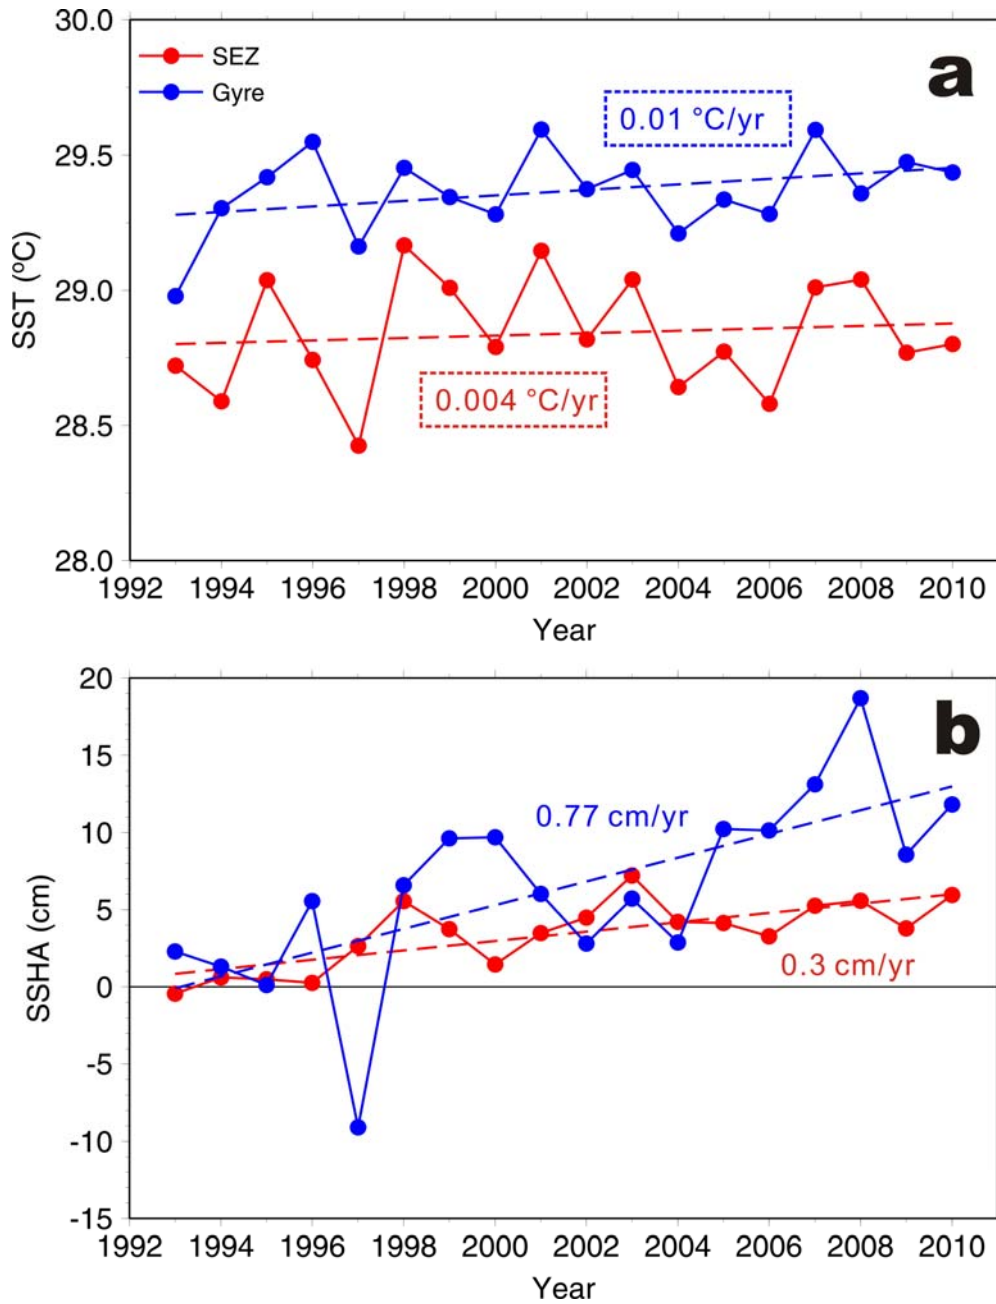 30.0
SEZ
Gyre
a
0.01 °C/yr
29.5
SST (ºC)
29.0
0.004 °C/yr
28.5
28.0
1992 1994 1996 1998 2000 2002 2004 2006 2008 2010
Year
20
b
15
0.77 cm/yr
10
SSHA (cm)
5
0.3 cm/yr
0
-5
-10
-15
1992 1994 1996 1998 2000 2002 2004 2006 2008 2010
Year